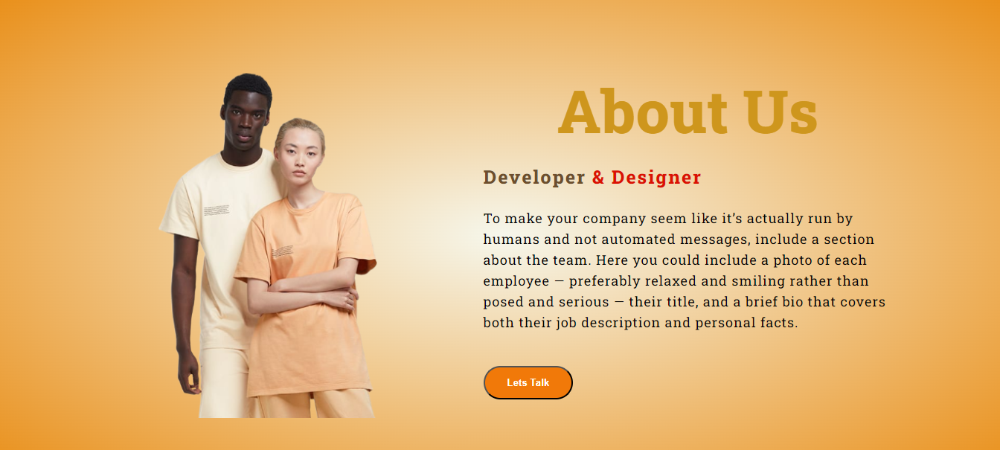 About Us
Developer & Designer
To make your company seem like it’s actually run by
humans and not automated messages, include a section
about the team. Here you could include a photo of each
employee — preferably relaxed and smiling rather than
posed and serious — their title, and a brief bio that covers
both their job description and personal facts.
Lets Talk